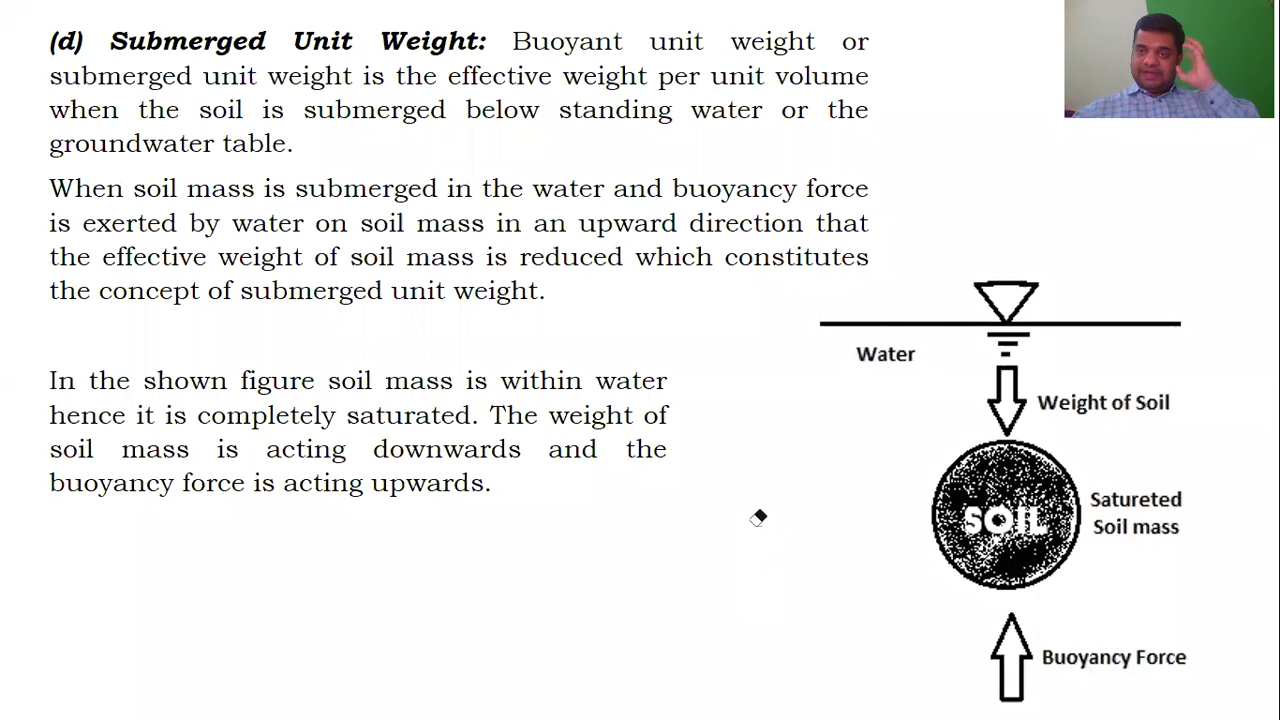 (d) Submerged Unit Weight: Buoyant unit weight or
submerged unit weight is the effective weight per unit volume
when the soil is submerged below standing water or the
groundwater table.
When soil mass is submerged in the water and buoyancy force
is exerted by water on soil mass in an upward direction that
the effective weight of soil mass is reduced which constitutes
the concept of submerged unit weight.
In the shown figure soil mass is within water
hence it is completely saturated. The weight of
soil mass is acting downwards and the
buoyancy force is acting upwards.
Water
Weight of Soil
SOIL
Satureted
Soil mass
Buoyancy Force